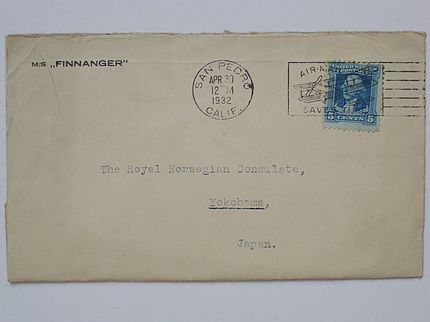 M/S „FINNANGER"
SAN PEDRO
APR 30
12 M
1932
CALIF.
AIR MAIL
SAVES
5 CENTS 5
The Royal Norwegian Consulate,
Yokohama,
Japan.